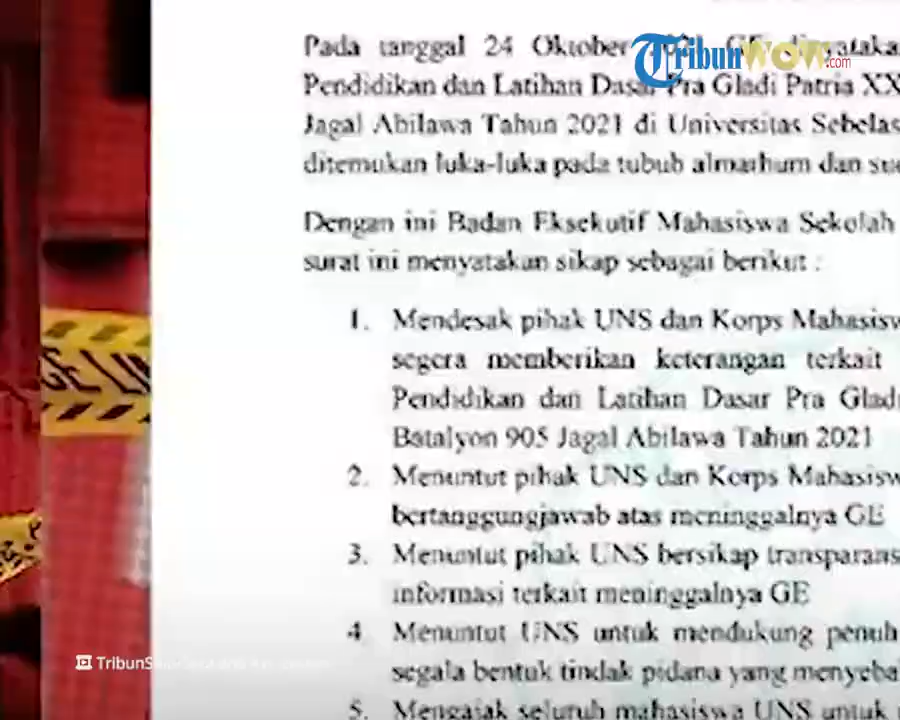 TribunWOW.com
Pada tanggal 24 Oktober
Pendidikan dan Latihan Dasar Pra Gladi Patria XX
Jagal Abilawa Tahun 2021 di Universitas Sebelas
ditemukan luka-luka pada tubuh almarhum dan
Dengan ini Badan Eksekutif Mahasiswa Sekolah
surat ini menyatakan sikap sebagai berikut :
1. Mendesak pihak UNS dan Korps Mahasisw
segera memberikan keterangan terkait
Pendidikan dan Latihan Dasar Pra Gladi
Batalyon 905 Jagal Abilawa Tahun 2021
2. Menuntut pihak UNS dan Korps Mahasisw
bertanggungjawab atas meninggalnya GE
3. Menuntut pihak UNS bersikap transparans
informasi terkait meninggalnya GE
4. Menuntut UNS untuk mendukung penuh
segala bentuk tindak pidana yang menyebab
5. Mengajak seluruh mahasiswa UNS untuk
GE LIN